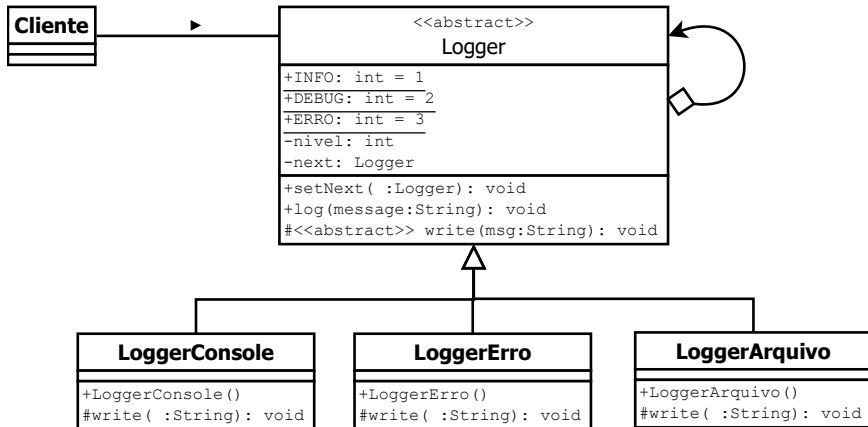 Cliente
<<abstract>>
Logger
+INFO: int = 1
+DEBUG: int = 2
+ERRO: int = 3
-nivel: int
-next: Logger
+setNext( :Logger): void
+log(message:String): void
#<<abstract>> write(msg:String): void
LoggerConsole
+LoggerConsole()
#write( :String): void
LoggerErro
+LoggerErro()
#write( :String): void
LoggerArquivo
+LoggerArquivo()
#write( :String): void